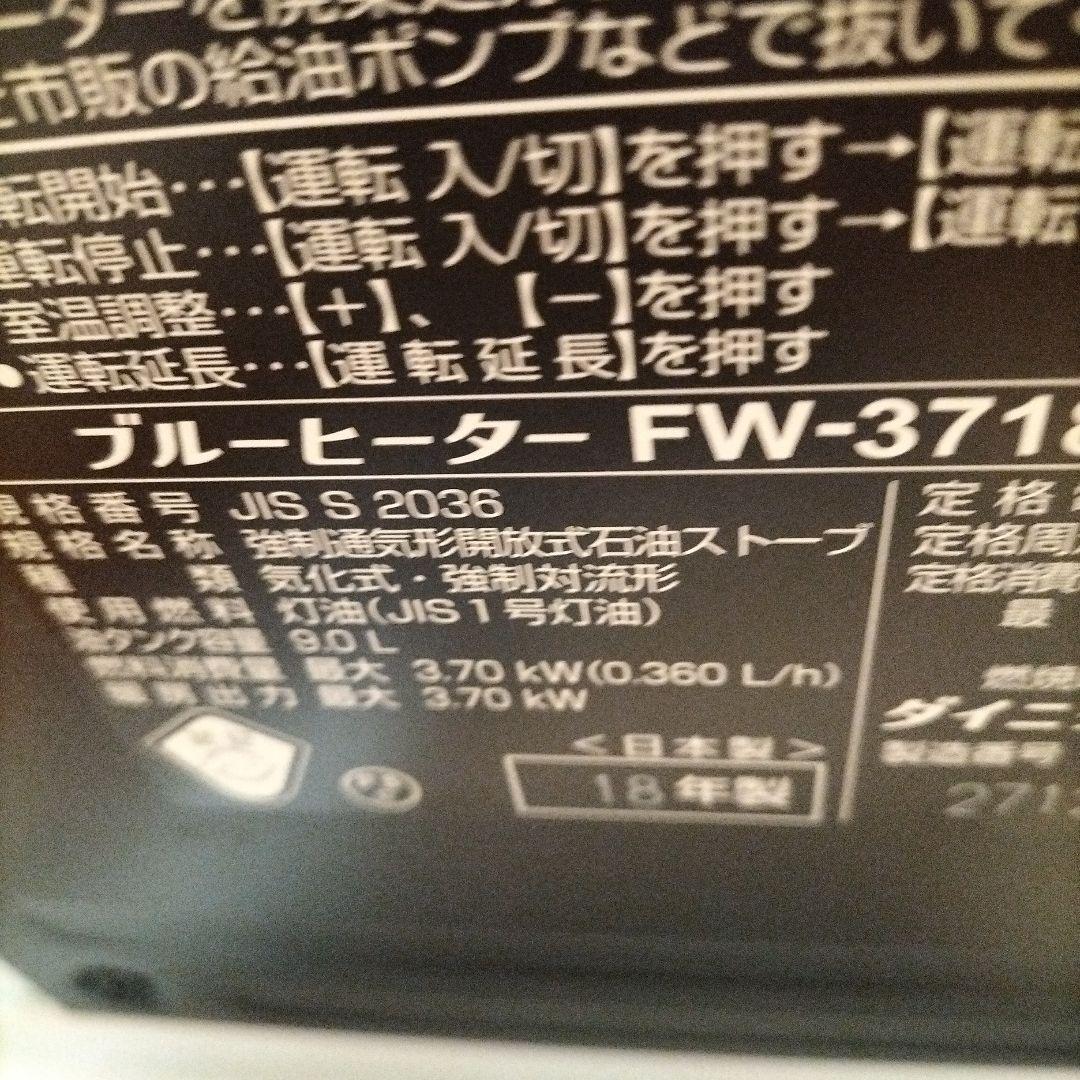 ーターを廃棄
市販の給油ポンプなどで抜いて
転開始…【運転 入/切】を押す→【運転
運転停止…【運転 入/切】を押す→【運転
室温調整…【+】、【-】を押す
●運転延長…【運転延長】を押す
ブルーヒーター FW-3718
規格番号 JIS S 2036
規格名称 強制通気形開放式石油ストーブ
種類 気化式・強制対流形
使用燃料 灯油(JIS 1号灯油)
油タンク容量 9.0 L
燃料消費量 最大 3.70 kW(0.360 L/h)
暖房出力 最大 3.70 kW
<日本製>
18年製
定格
定格周
定格消費
最
燃焼
ダイニ
製造番号
2712